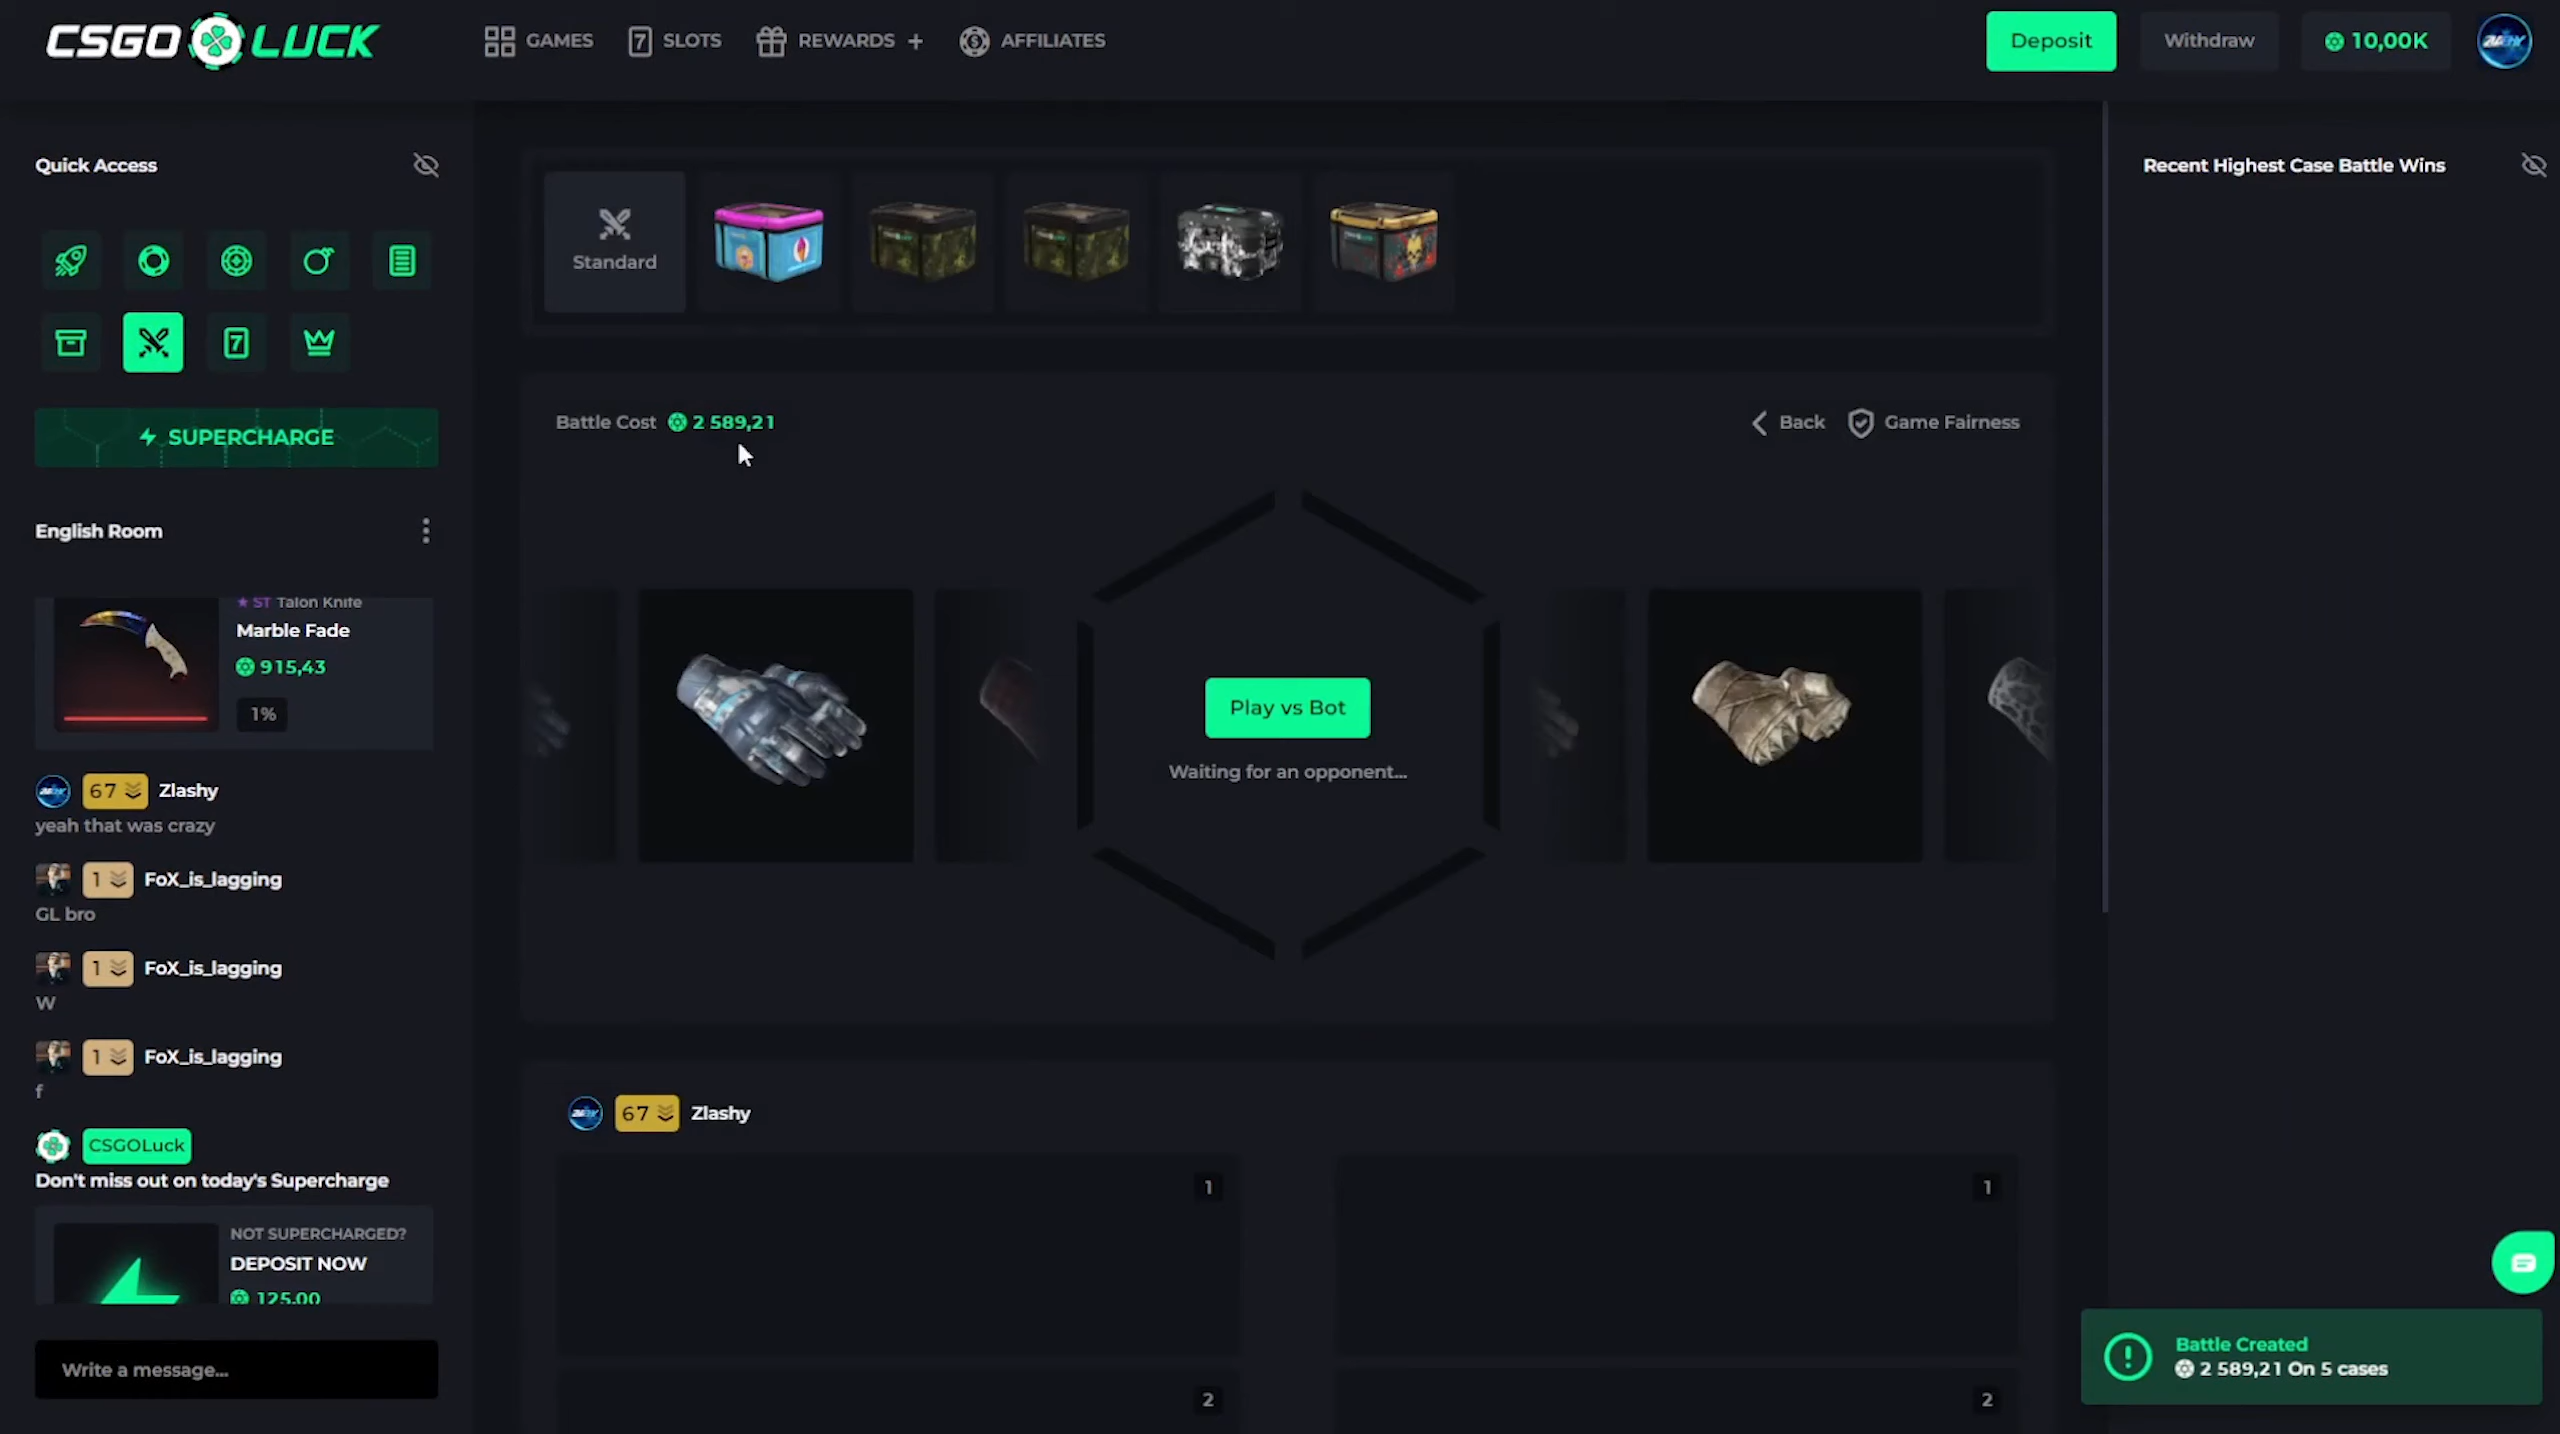 CSGO LUCK
GAMES
SLOTS
REWARDS +
AFFILIATES
Deposit
Withdraw
10,00K
Quick Access
SUPERCHARGE
English Room
★ ST Talon Knife
Marble Fade
915,43
1%
67 Zlashy
yeah that was crazy
1 FoX_is_lagging
GL bro
1 FoX_is_lagging
W
1 FoX_is_lagging
f
CSGOLuck
Don't miss out on today's Supercharge
NOT SUPERCHARGED?
DEPOSIT NOW
125,00
Write a message...
Standard
Battle Cost 2 589,21
Back
Game Fairness
Play vs Bot
Waiting for an opponent...
67 Zlashy
1
1
2
2
Recent Highest Case Battle Wins
Battle Created
2 589,21 On 5 cases